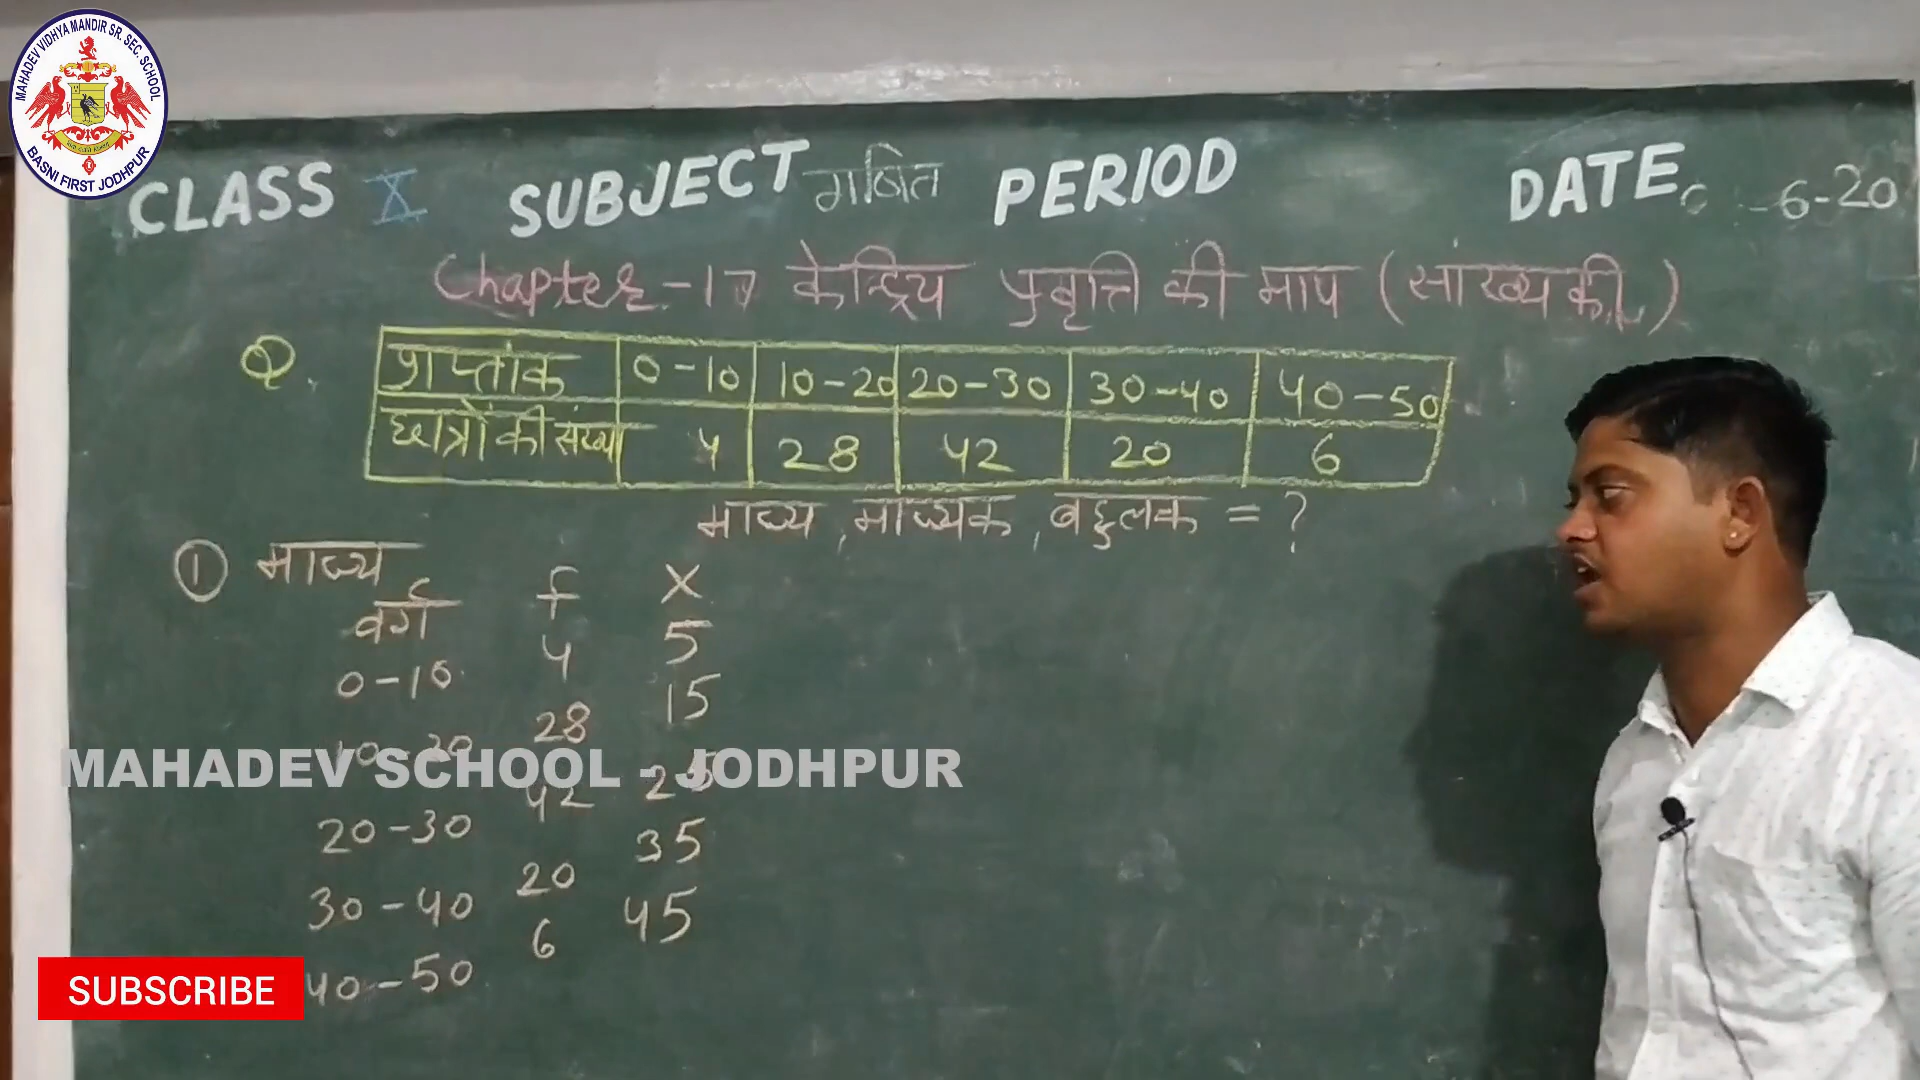 MAHADEV VIDHYA MANDIR SR. SEC. SCHOOL
BASNI FIRST JODHPUR
CLASS X SUBJECT गणित PERIOD DATE -6-20
Chapter-17 केन्द्रिय प्रवृत्ति की माप (सांख्यकी)
Q. प्राप्तांक 0-10 10-20 20-30 30-40 40-50
छात्रों की संख्या 4 28 42 20 6
माध्य, माध्यक, बहुलक = ?
① माध्य
वर्ग f X
0-10 4 5
10-20 28 15
20-30 42 25
30-40 20 35
40-50 6 45
MAHADEV SCHOOL - JODHPUR
SUBSCRIBE